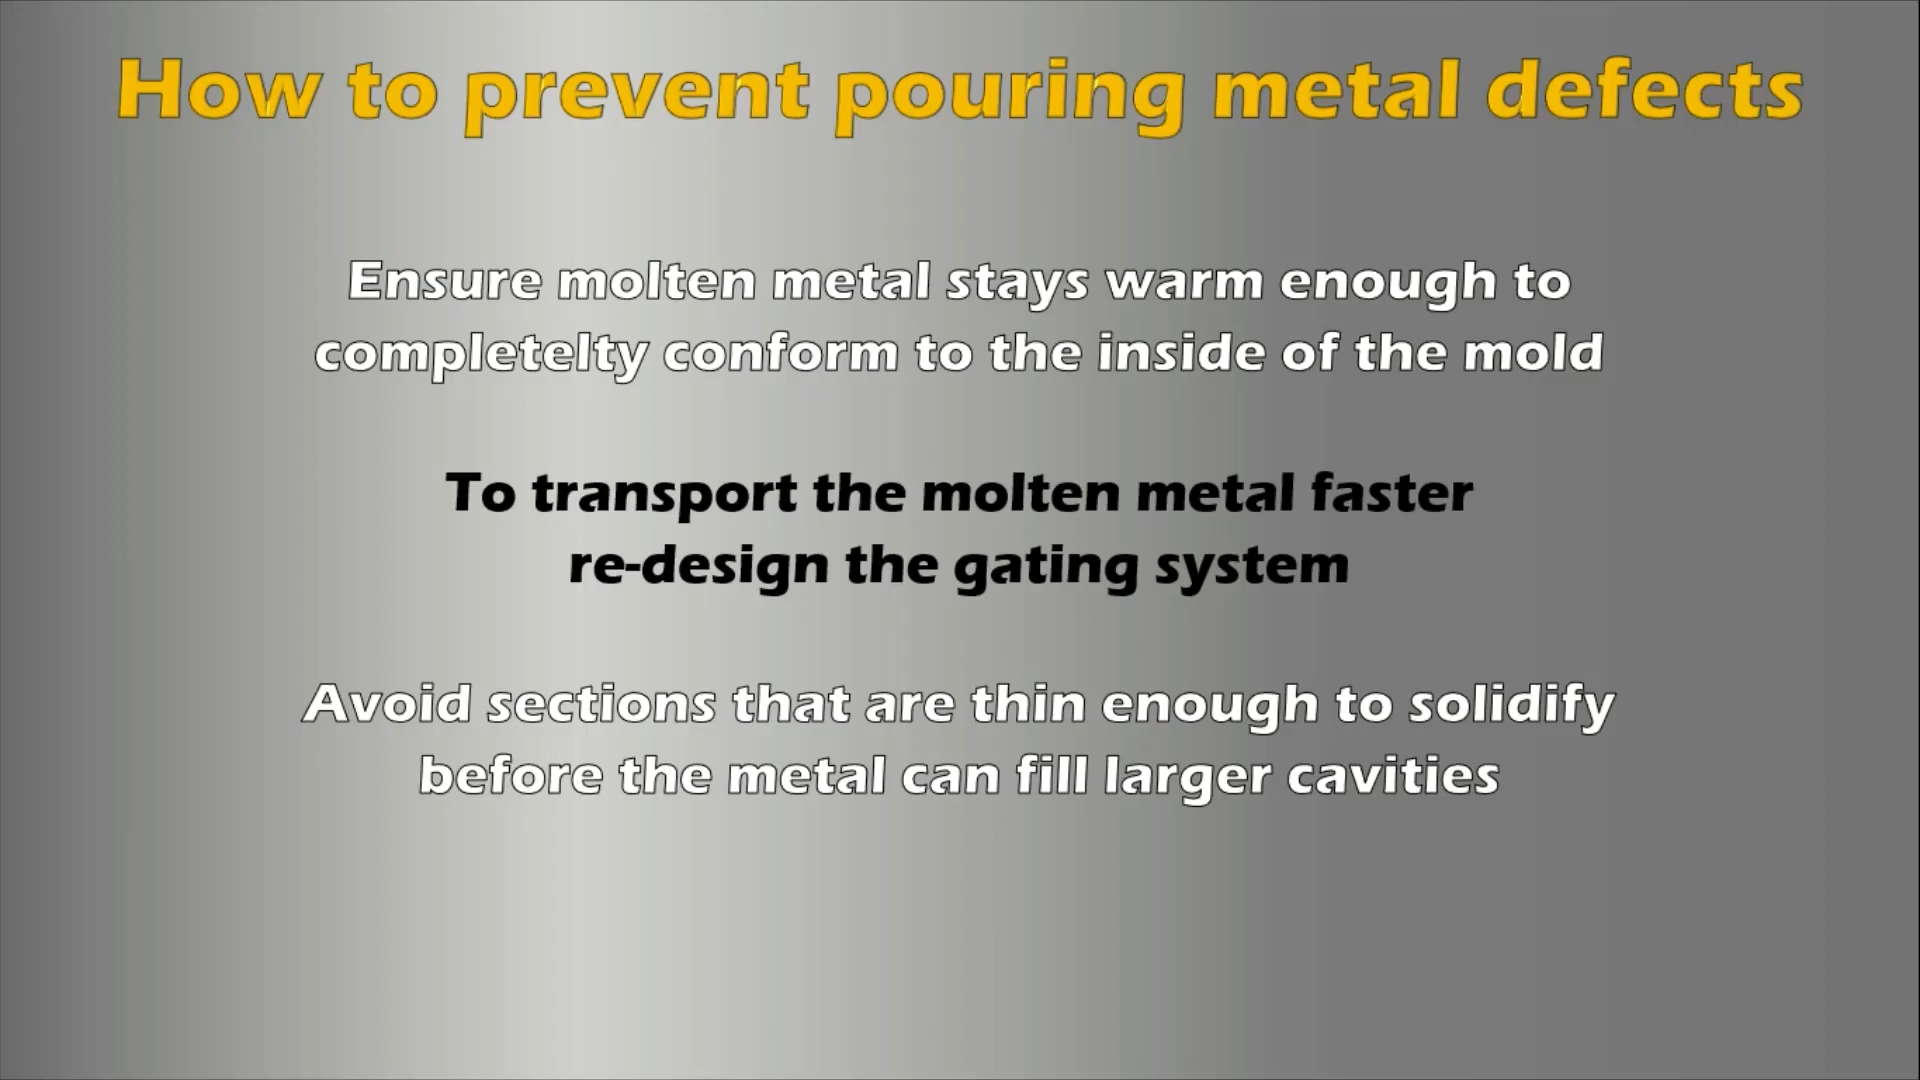 How to prevent pouring metal defects
Ensure molten metal stays warm enough to
completelty conform to the inside of the mold
To transport the molten metal faster
re-design the gating system
Avoid sections that are thin enough to solidify
before the metal can fill larger cavities